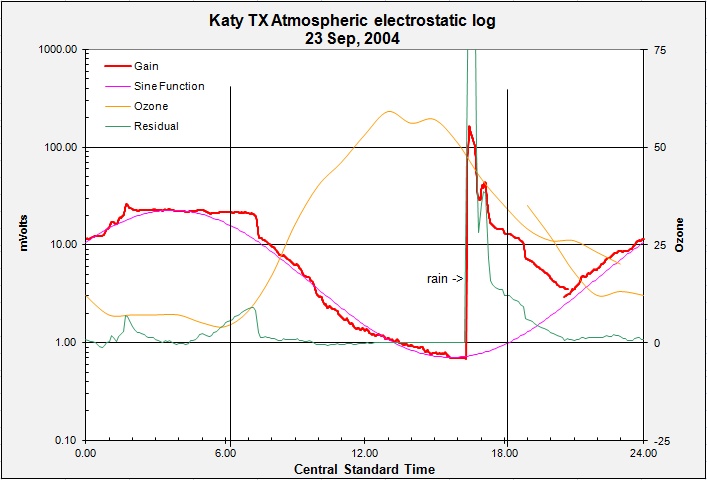 Katy TX Atmospheric electrostatic log
23 Sep, 2004
1000.00
100.00
10.00
1.00
0.10
mVolts
Gain
Sine Function
Ozone
Residual
rain ->
75
50
25
0
-25
Ozone
0.00
6.00
12.00
18.00
24.00
Central Standard Time